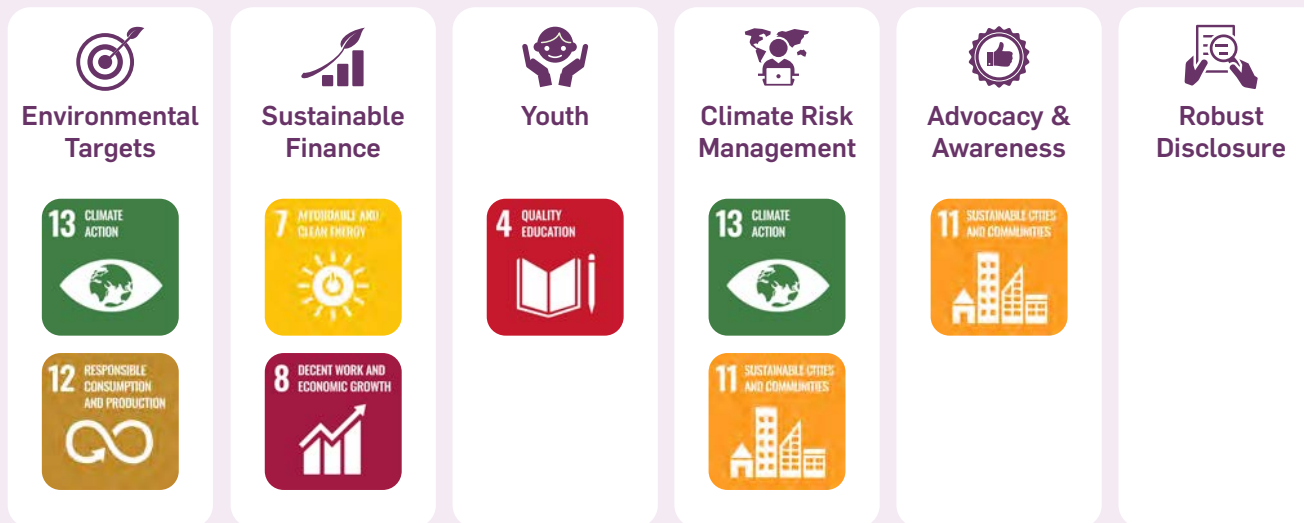 Environmental
Targets
13 CLIMATE
ACTION
12 RESPONSIBLE
CONSUMPTION
AND PRODUCTION
Sustainable
Finance
7 AFFORDABLE AND
CLEAN ENERGY
8 DECENT WORK AND
ECONOMIC GROWTH
Youth
4 QUALITY
EDUCATION
Climate Risk
Management
13 CLIMATE
ACTION
11 SUSTAINABLE CITIES
AND COMMUNITIES
Advocacy &
Awareness
11 SUSTAINABLE CITIES
AND COMMUNITIES
Robust
Disclosure